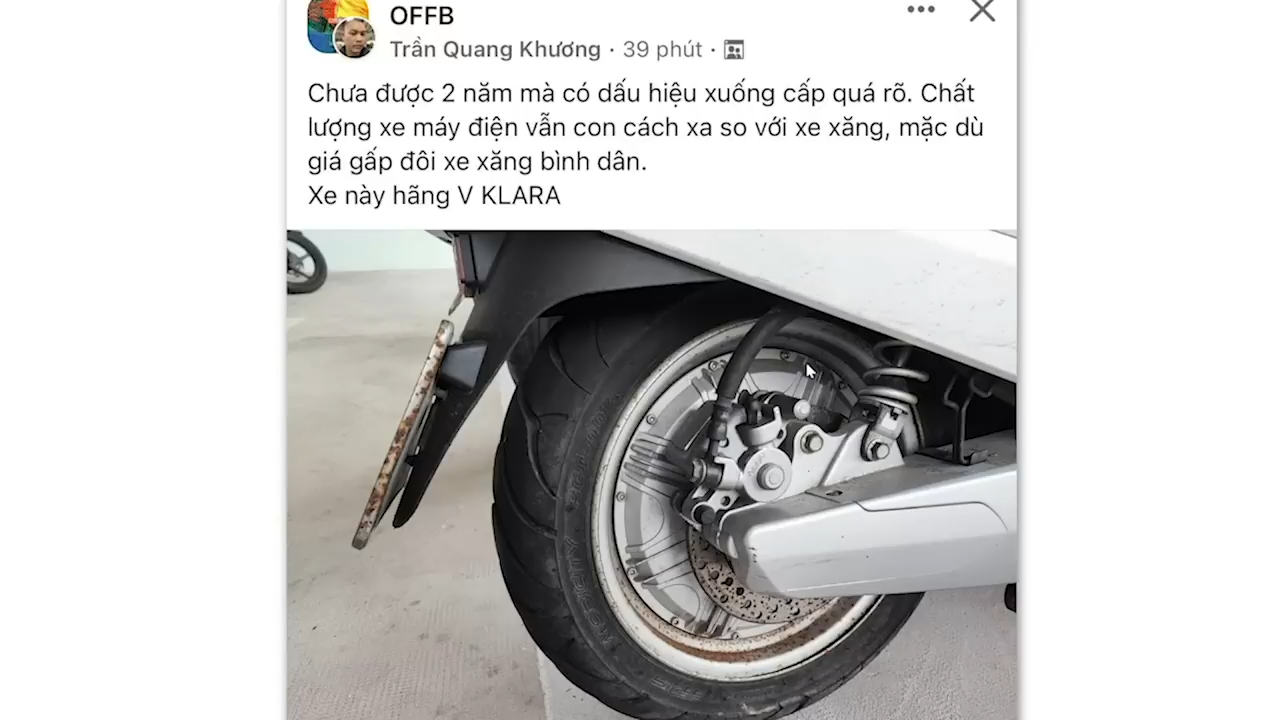 OFFB
Trần Quang Khương · 39 phút ·
Chưa được 2 năm mà có dấu hiệu xuống cấp quá rõ. Chất
lượng xe máy điện vẫn con cách xa so với xe xăng, mặc dù
giá gấp đôi xe xăng bình dân.
Xe này hãng V KLARA